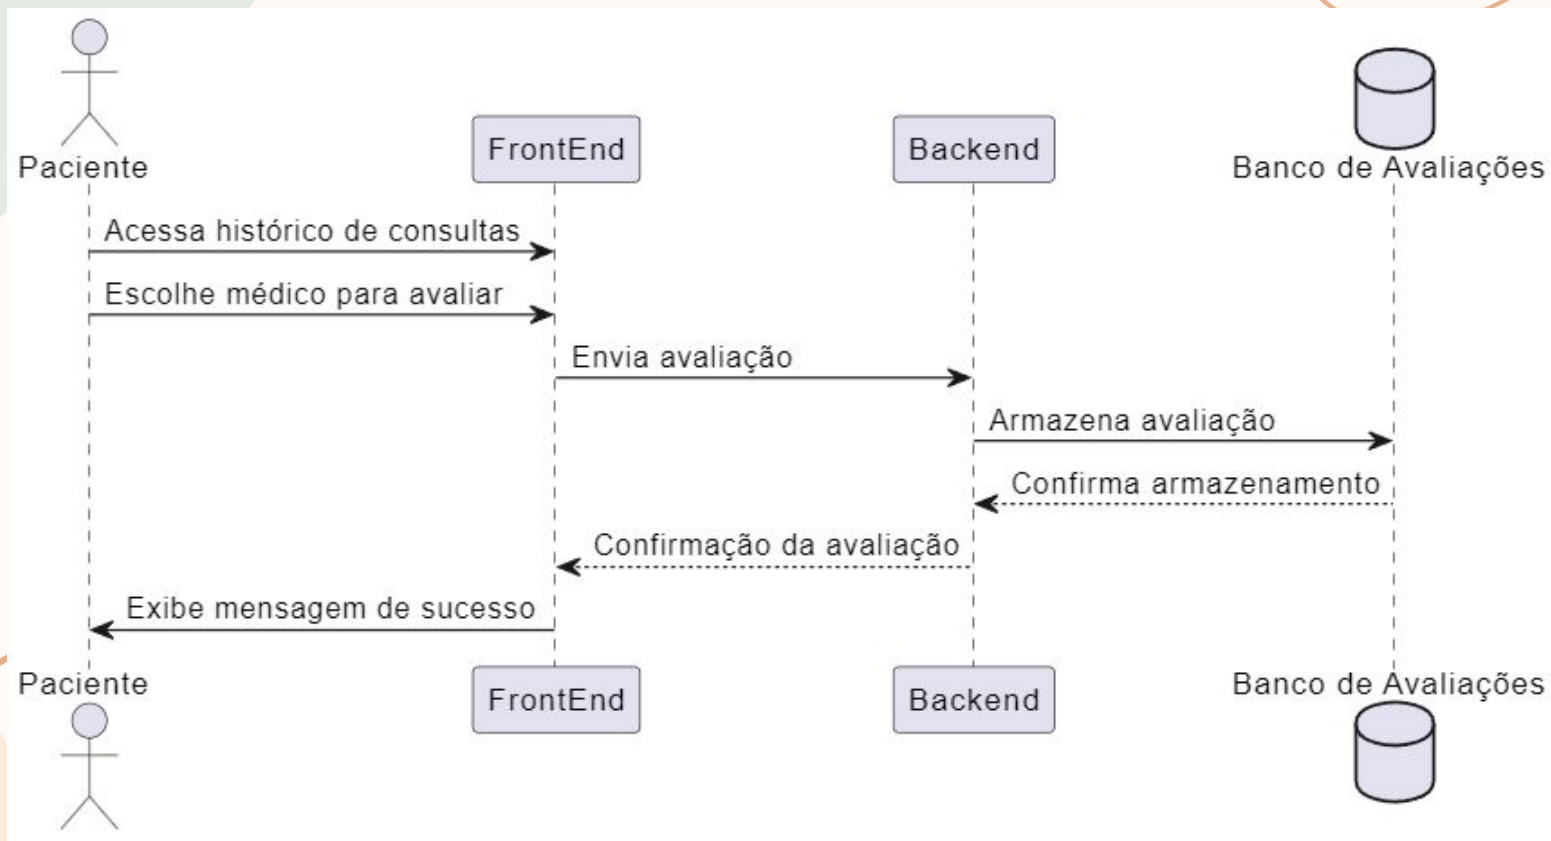 Paciente
FrontEnd
Backend
Banco de Avaliações
Acessa histórico de consultas
Escolhe médico para avaliar
Envia avaliação
Armazena avaliação
Confirma armazenamento
Confirmação da avaliação
Exibe mensagem de sucesso
Paciente
FrontEnd
Backend
Banco de Avaliações